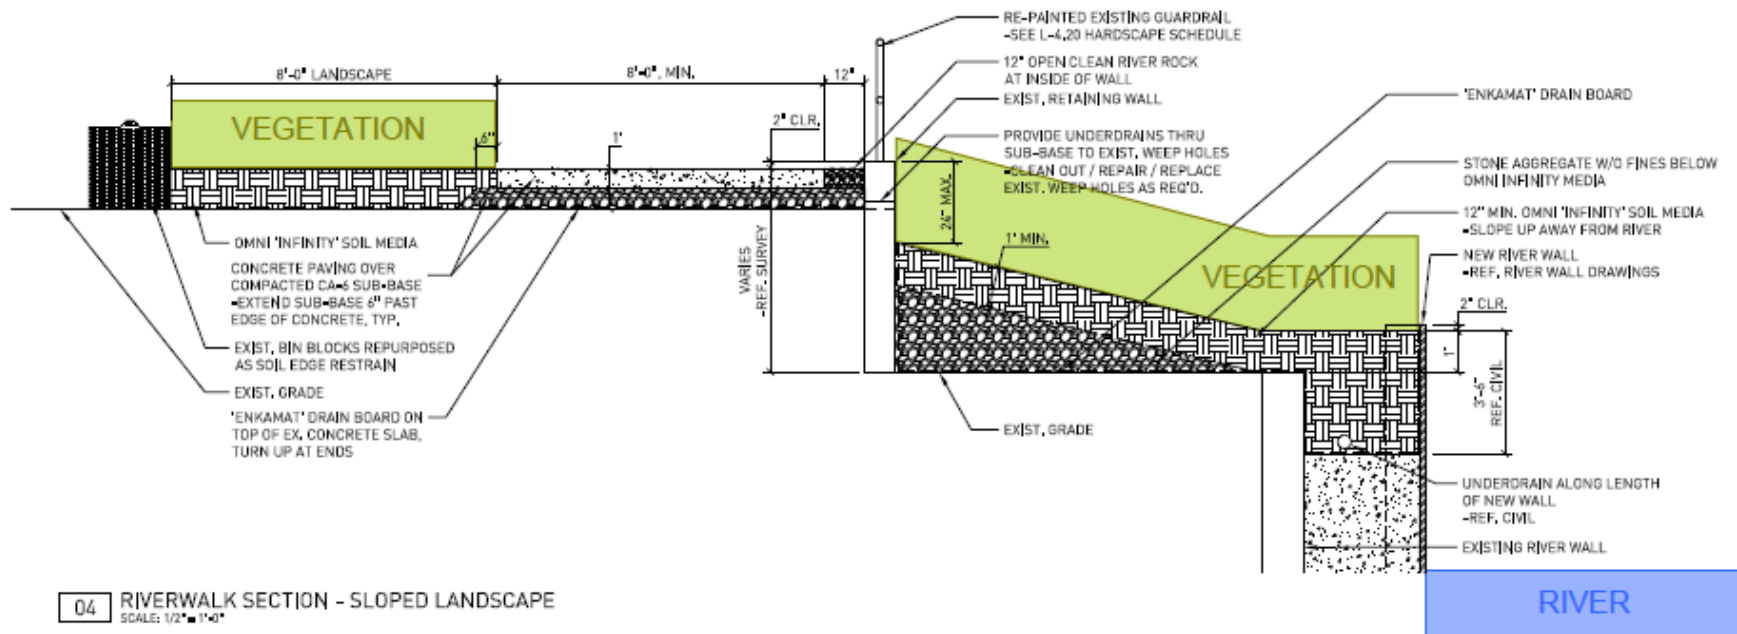 RE-PAINTED EXISTING GUARDRAIL
-SEE L-4.20 HARDSCAPE SCHEDULE
8'-0" LANDSCAPE
8'-0". MIN.
12"
12" OPEN CLEAN RIVER ROCK
AT INSIDE OF WALL
EXIST. RETAINING WALL
'ENKAMAT' DRAIN BOARD
VEGETATION
6"
1'
2" CLR.
PROVIDE UNDERDRAINS THRU
SUB-BASE TO EXIST. WEEP HOLES
-CLEAN OUT / REPAIR / REPLACE
EXIST. WEEP HOLES AS REQ'D.
STONE AGGREGATE W/O FINES BELOW
OMNI INFINITY MEDIA
24" MAX.
12" MIN. OMNI 'INFINITY' SOIL MEDIA
-SLOPE UP AWAY FROM RIVER
OMNI 'INFINITY' SOIL MEDIA
1' MIN.
VARIES
-REF. SURVEY
VEGETATION
NEW RIVER WALL
-REF. RIVER WALL DRAWINGS
CONCRETE PAVING OVER
COMPACTED CA-6 SUB-BASE
-EXTEND SUB-BASE 6" PAST
EDGE OF CONCRETE, TYP.
2" CLR.
1"
EXIST. BIN BLOCKS REPURPOSED
AS SOIL EDGE RESTRAIN
EXIST. GRADE
3'-6"
REF. CIVIL
'ENKAMAT' DRAIN BOARD ON
TOP OF EX. CONCRETE SLAB,
TURN UP AT ENDS
EXIST. GRADE
UNDERDRAIN ALONG LENGTH
OF NEW WALL
-REF. CIVIL
EXISTING RIVER WALL
04
RIVERWALK SECTION - SLOPED LANDSCAPE
SCALE: 1/2"=1'-0"
RIVER